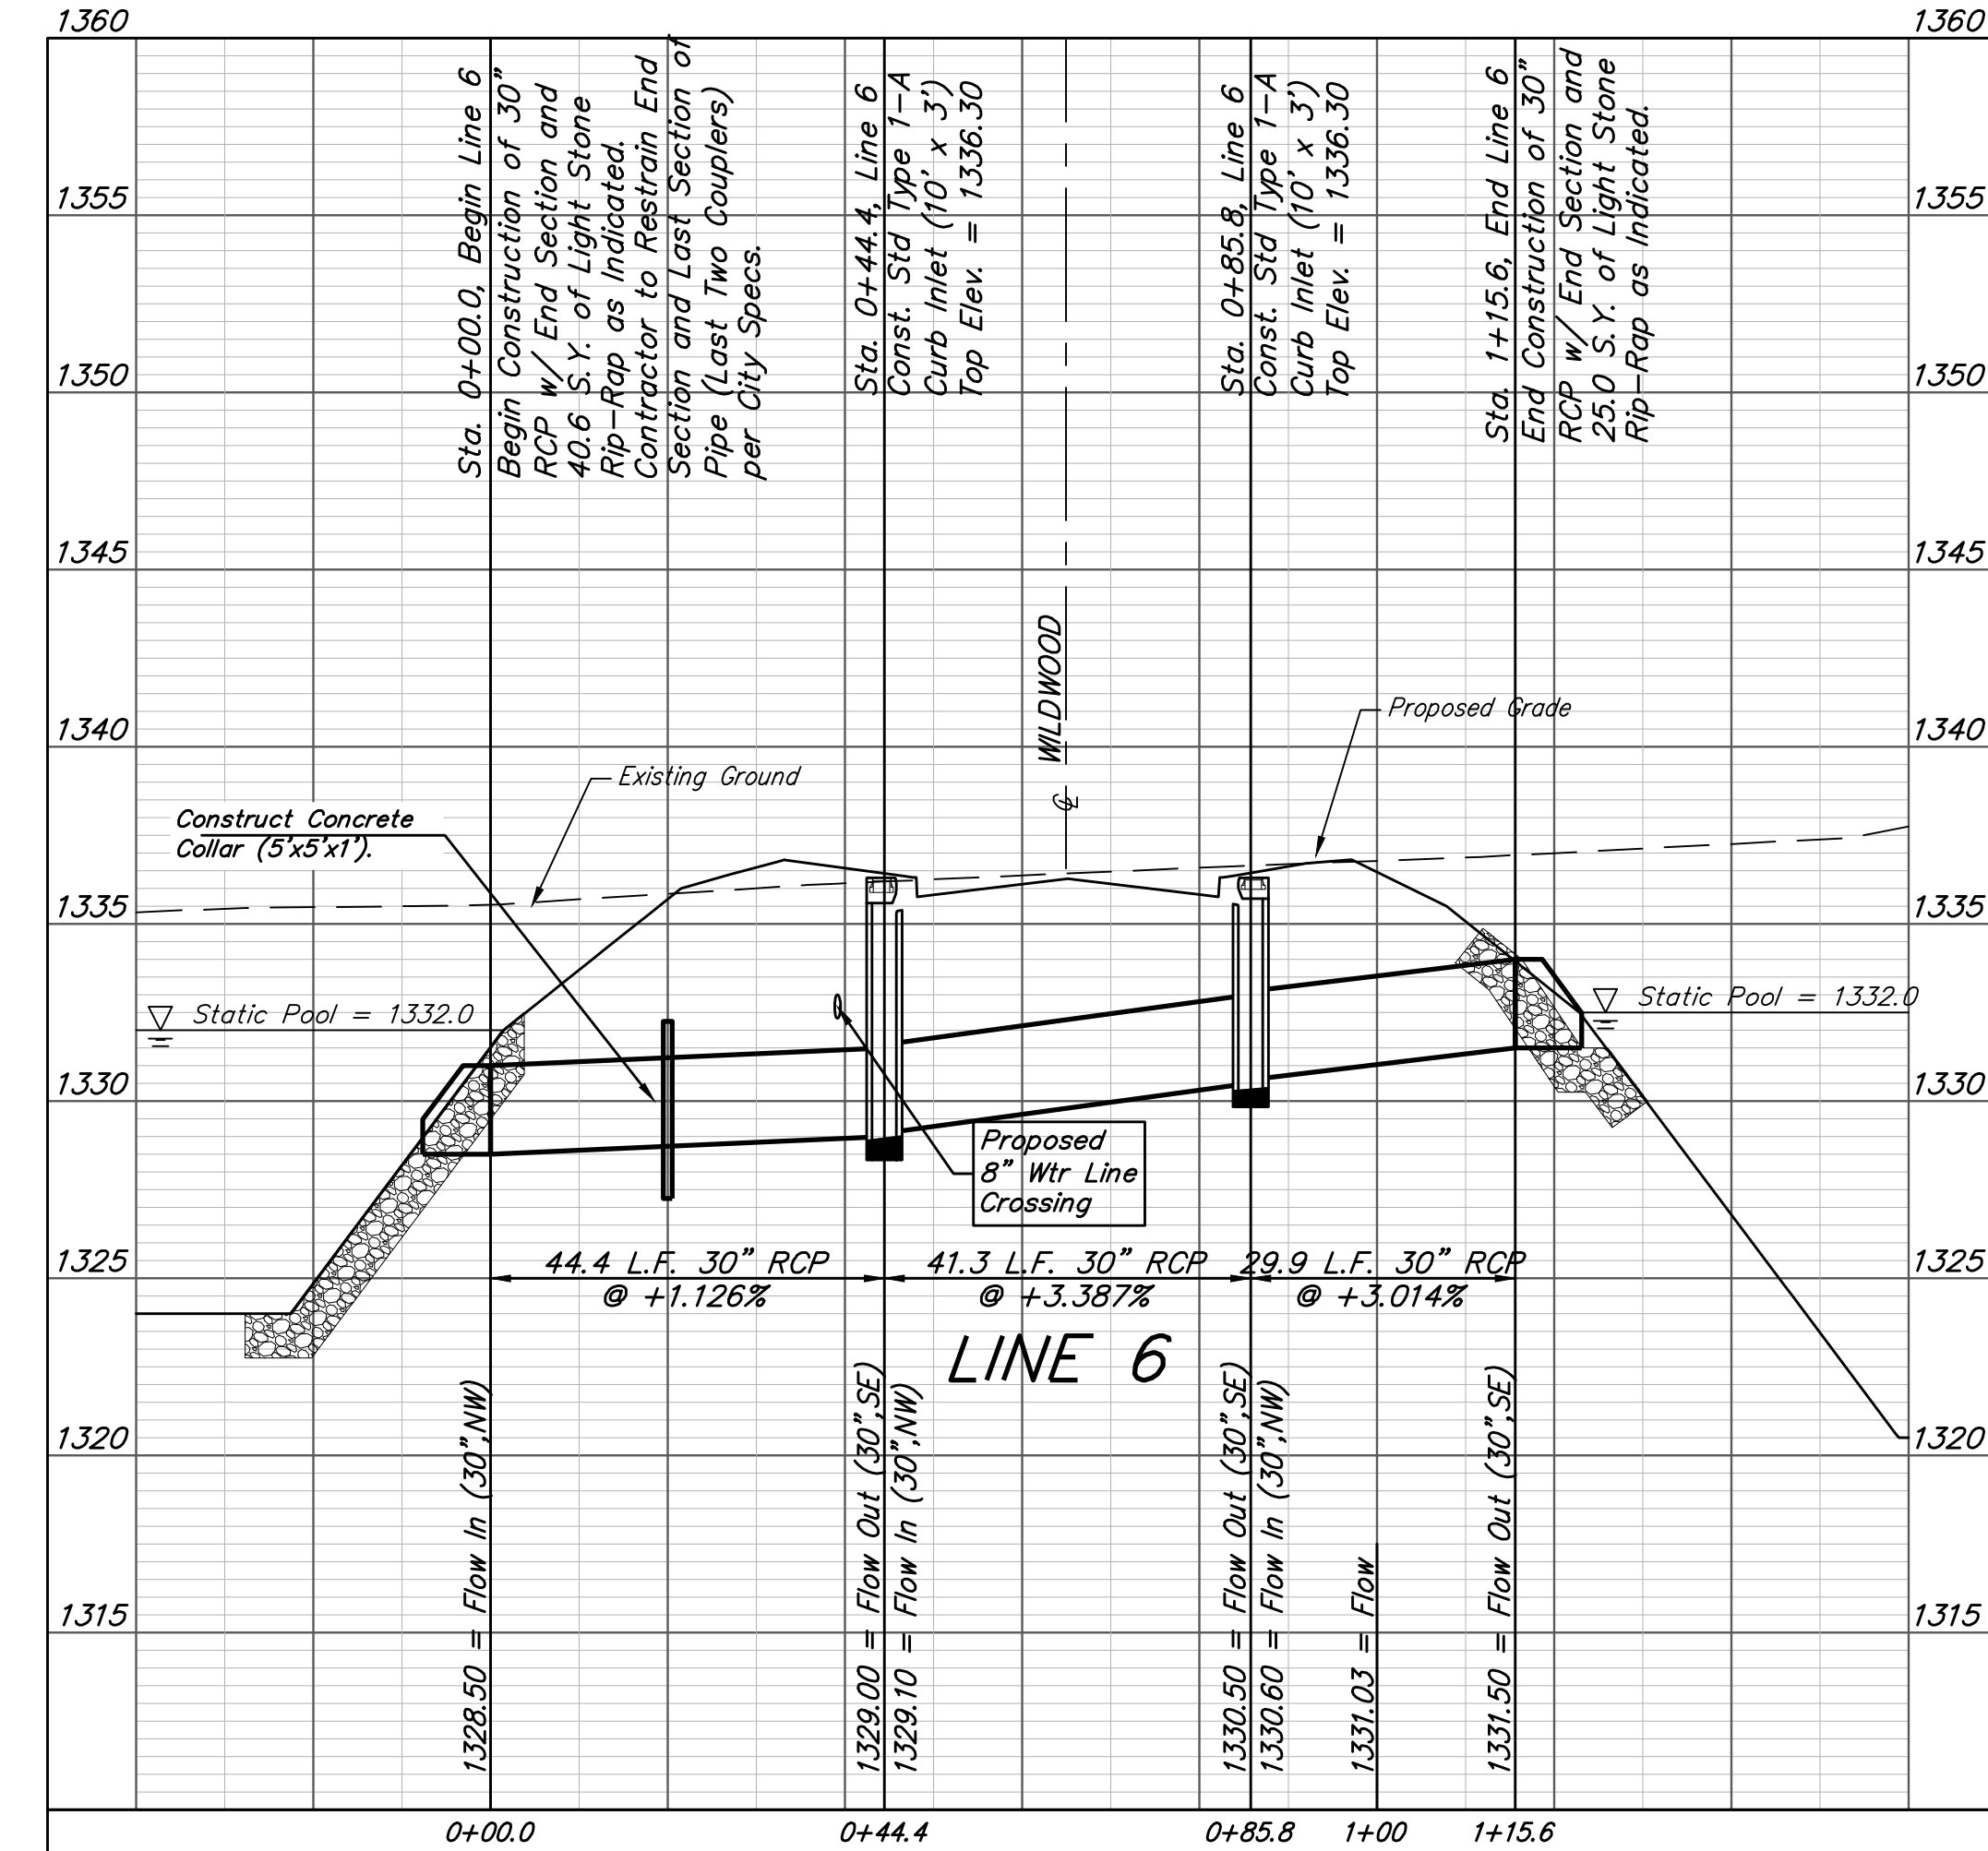 1360
1360
Sta. 0+00.0, Begin Line 6
Begin Construction of 30"
RCP w/ End Section and
40.6 S.Y. of Light Stone
Rip-Rap as Indicated.
Contractor to Restrain End
Section and Last Section of
Pipe (Last Two Couplers)
per City Specs.
Sta. 0+44.4, Line 6
Const. Std Type 1-A
Curb Inlet (10' x 3')
Top Elev. = 1336.30
Sta. 0+85.8, Line 6
Const. Std Type 1-A
Curb Inlet (10' x 3')
Top Elev. = 1336.30
Sta. 1+15.6, End Line 6
End Construction of 30"
RCP w/ End Section and
25.0 S.Y. of Light Stone
Rip-Rap as Indicated.
1355
1355
1350
1350
1345
1345
WILDWOOD
℄
1340
1340
Proposed Grade
Existing Ground
Construct Concrete
Collar (5'x5'x1').
1335
1335
Static Pool = 1332.0
Static Pool = 1332.0
1330
1330
Proposed
8" Wtr Line
Crossing
1325
1325
44.4 L.F. 30" RCP
@ +1.126%
41.3 L.F. 30" RCP
@ +3.387%
29.9 L.F. 30" RCP
@ +3.014%
LINE 6
1320
1320
1315
1315
1328.50 = Flow In (30",NW)
1329.00 = Flow Out (30",SE)
1329.10 = Flow In (30",NW)
1330.50 = Flow Out (30",SE)
1330.60 = Flow In (30",NW)
1331.03 = Flow
1331.50 = Flow Out (30",SE)
0+00.0
0+44.4
0+85.8
1+00
1+15.6